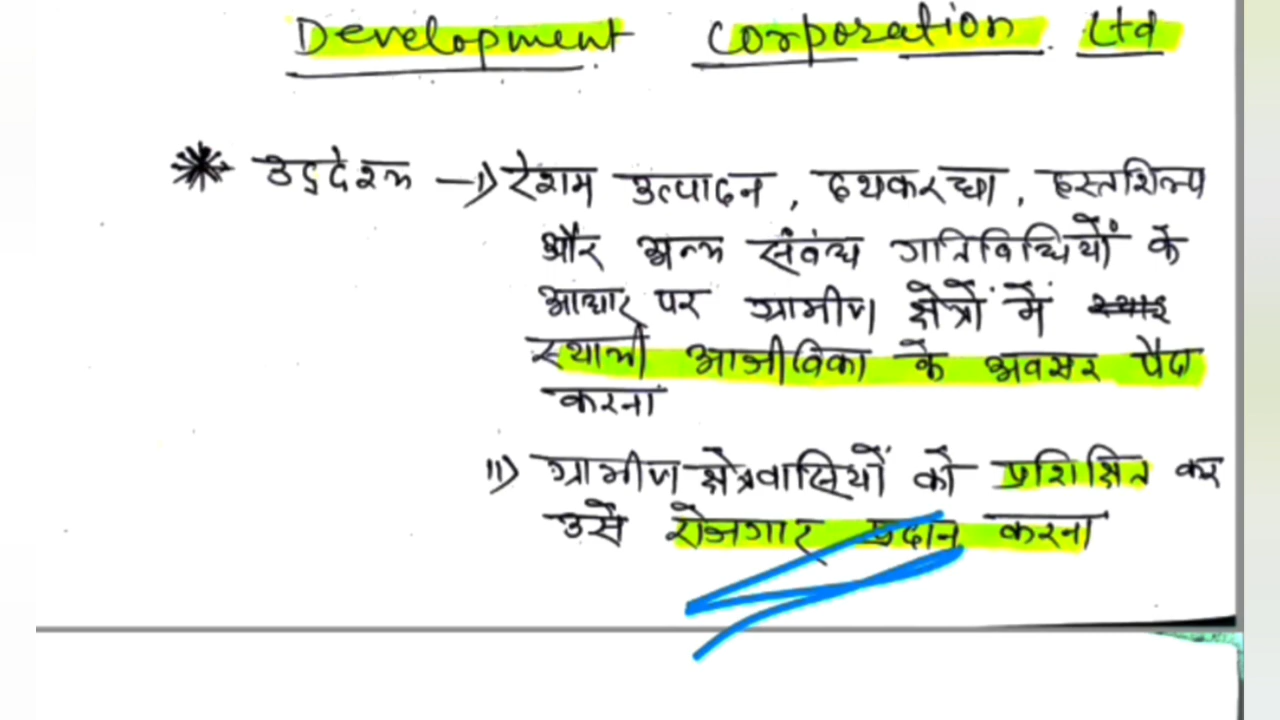 Development Corporation Ltd
* उद्देश्य → i) रेशम उत्पादन, हथकरघा, हस्तशिल्प
और अन्य संबंध गतिविधियों के
आधार पर ग्रामीण क्षेत्रों में
स्थायी आजीविका के अवसर पैदा
करना
ii) ग्रामीण क्षेत्रवासियों को प्रशिक्षित कर
उसे रोजगार प्रदान करना